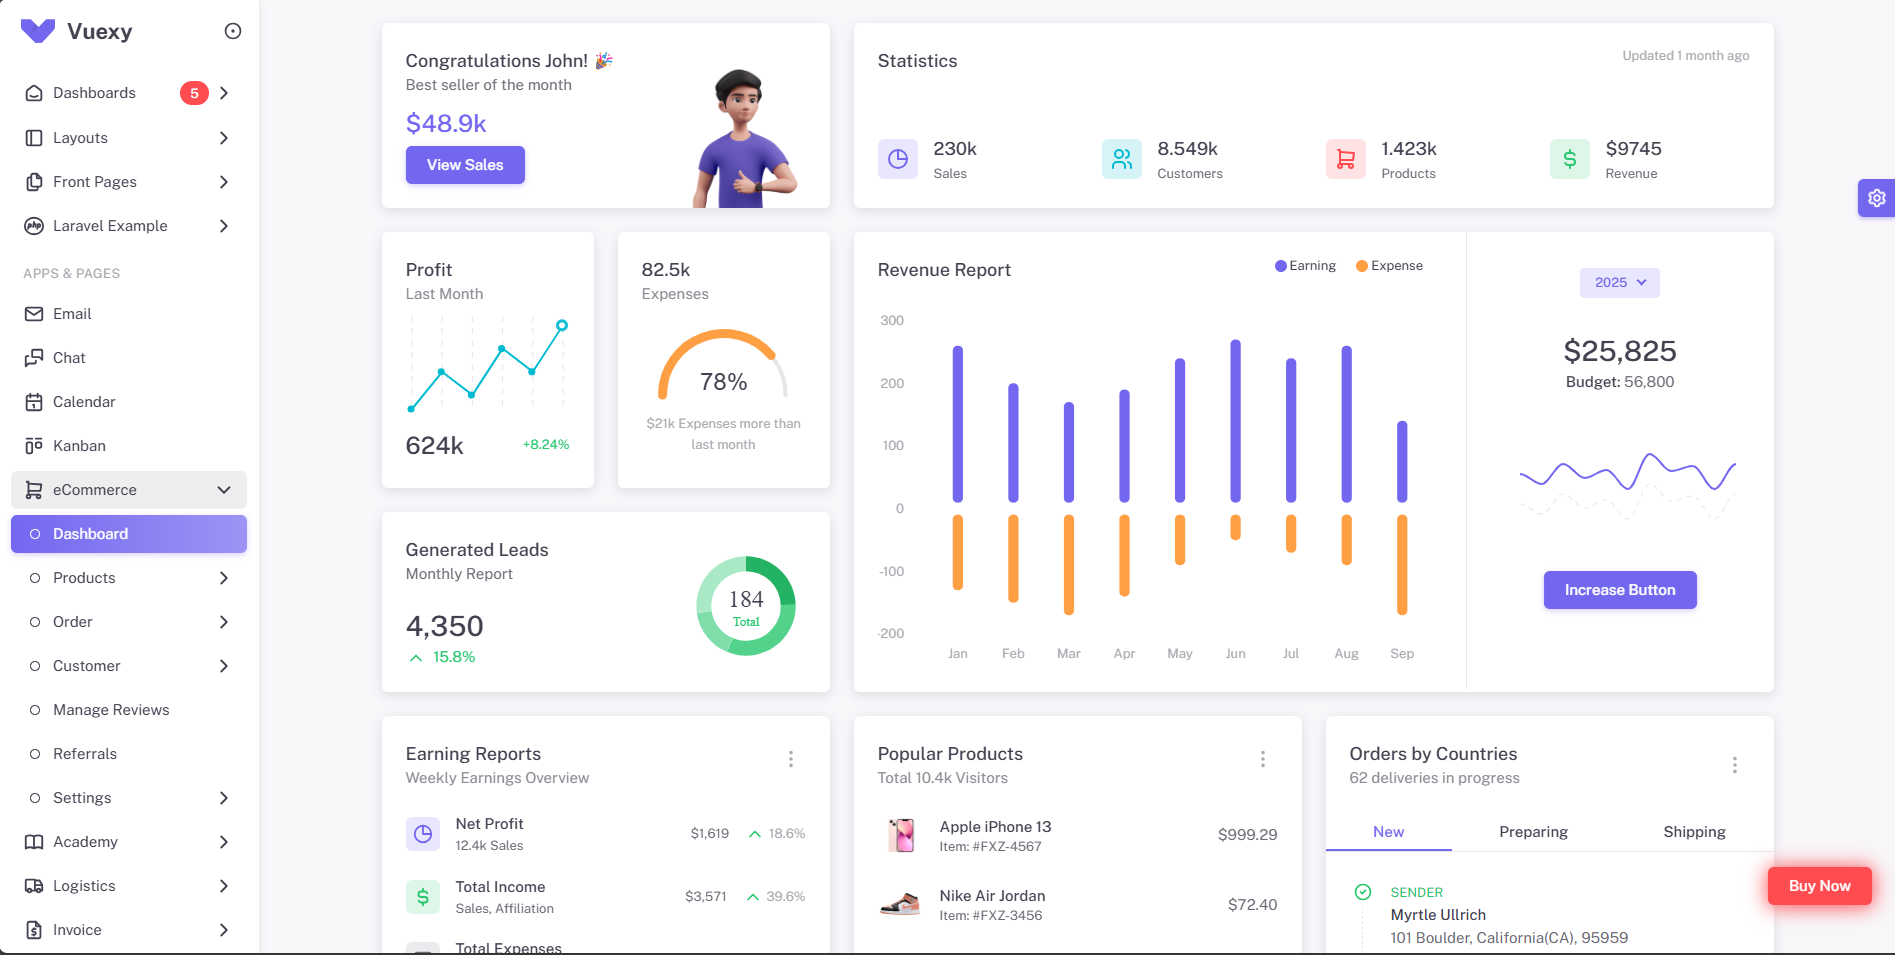 Vuexy
Dashboards 5
Layouts
Front Pages
php Laravel Example
APPS & PAGES
Email
Chat
Calendar
Kanban
eCommerce
Dashboard
Products
Order
Customer
Manage Reviews
Referrals
Settings
Academy
Logistics
Invoice
Congratulations John! 🎉
Best seller of the month
$48.9k
View Sales
Statistics
Updated 1 month ago
230k
Sales
8.549k
Customers
1.423k
Products
$9745
Revenue
Profit
Last Month
624k
+8.24%
82.5k
Expenses
78%
$21k Expenses more than
last month
Revenue Report
Earning Expense
300
200
100
0
-100
-200
Jan Feb Mar Apr May Jun Jul Aug Sep
2025
$25,825
Budget: 56,800
Increase Button
Generated Leads
Monthly Report
4,350
15.8%
184
Total
Earning Reports
Weekly Earnings Overview
Net Profit
12.4k Sales
$1,619 18.6%
Total Income
Sales, Affiliation
$3,571 39.6%
Total Expenses
Popular Products
Total 10.4k Visitors
Apple iPhone 13
Item: #FXZ-4567
$999.29
Nike Air Jordan
Item: #FXZ-3456
$72.40
Orders by Countries
62 deliveries in progress
New Preparing Shipping
SENDER
Myrtle Ullrich
101 Boulder, California(CA), 95959
Buy Now